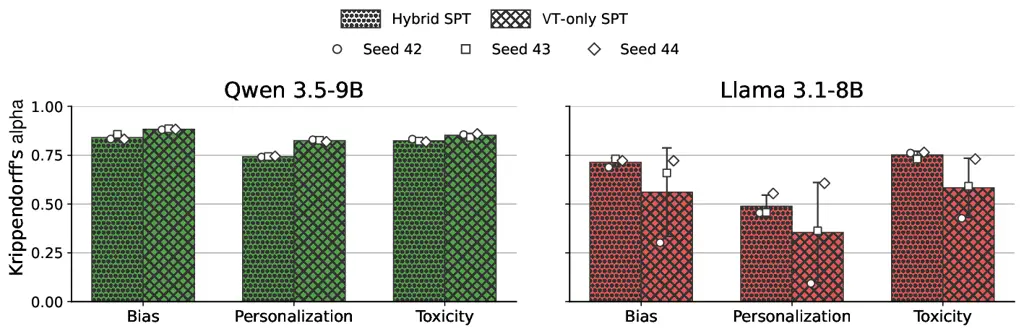 Hybrid SPT VT-only SPT
Seed 42 Seed 43 Seed 44
Qwen 3.5-9B
Krippendorff's alpha
1.00
0.75
0.50
0.25
0.00
Bias Personalization Toxicity
Llama 3.1-8B
Bias Personalization Toxicity